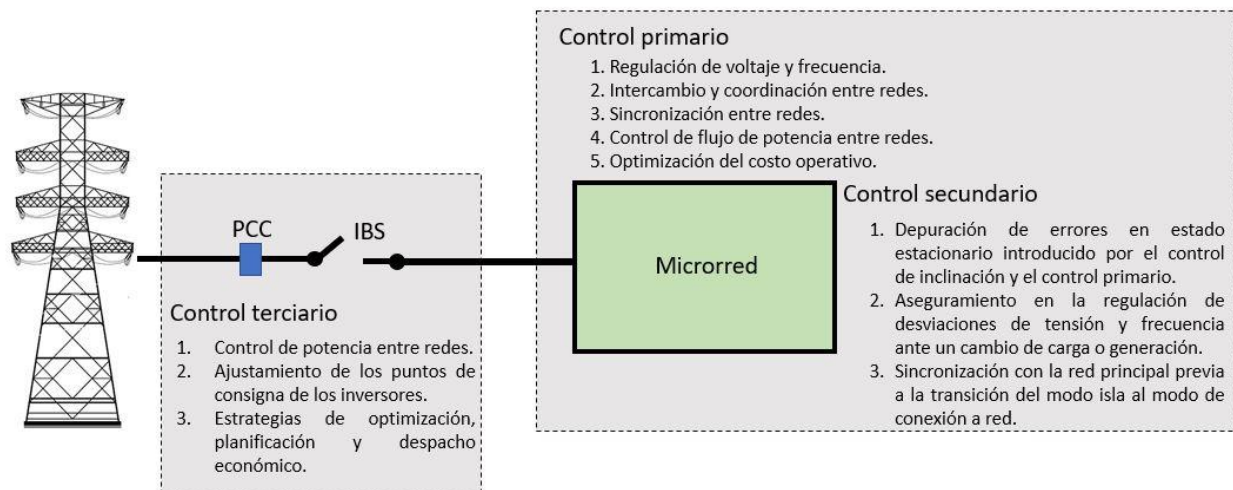 Control primario
1. Regulación de voltaje y frecuencia.
2. Intercambio y coordinación entre redes.
3. Sincronización entre redes.
4. Control de flujo de potencia entre redes.
5. Optimización del costo operativo.
PCC
IBS
Microrred
Control secundario
1. Depuración de errores en estado
estacionario introducido por el control
de inclinación y el control primario.
2. Aseguramiento en la regulación de
desviaciones de tensión y frecuencia
ante un cambio de carga o generación.
3. Sincronización con la red principal previa
a la transición del modo isla al modo de
conexión a red.
Control terciario
1. Control de potencia entre redes.
2. Ajustamiento de los puntos de
consigna de los inversores.
3. Estrategias de optimización,
planificación y despacho
económico.